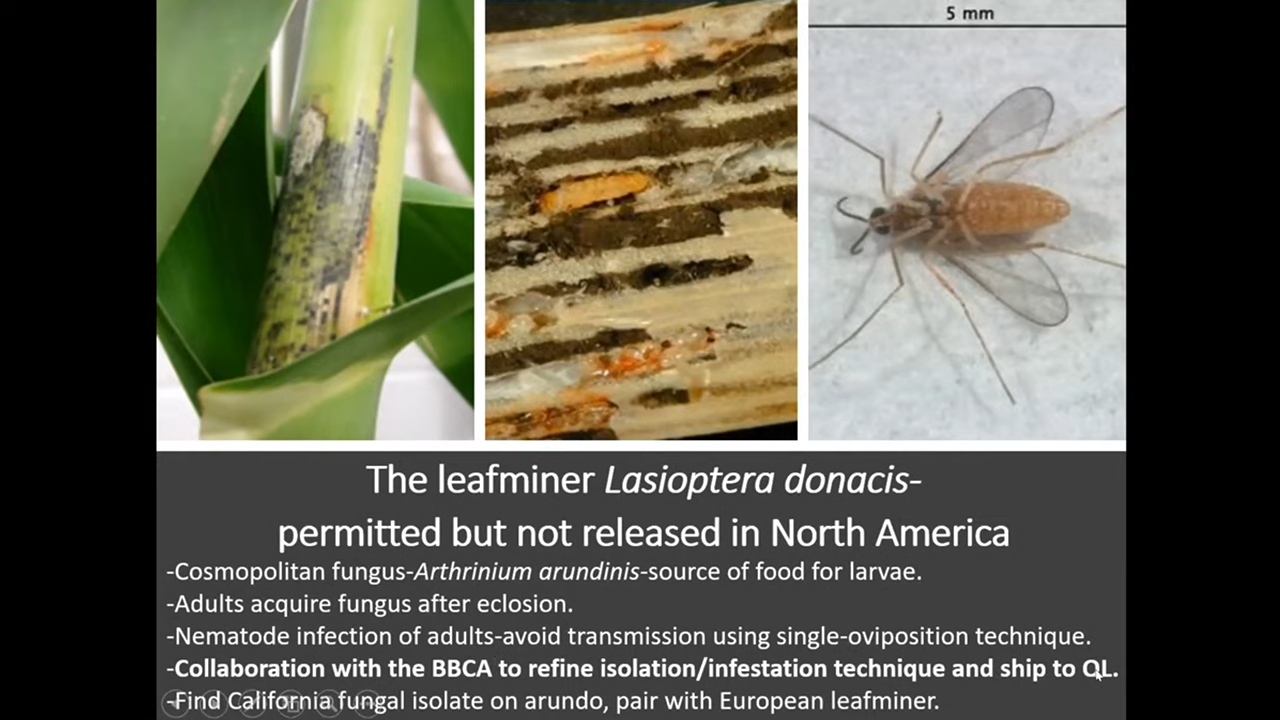 5 mm
The leafminer Lasioptera donacis-
permitted but not released in North America
-Cosmopolitan fungus-Arthrinium arundinis-source of food for larvae.
-Adults acquire fungus after eclosion.
-Nematode infection of adults-avoid transmission using single-oviposition technique.
-Collaboration with the BBCA to refine isolation/infestation technique and ship to QL.
-Find California fungal isolate on arundo, pair with European leafminer.